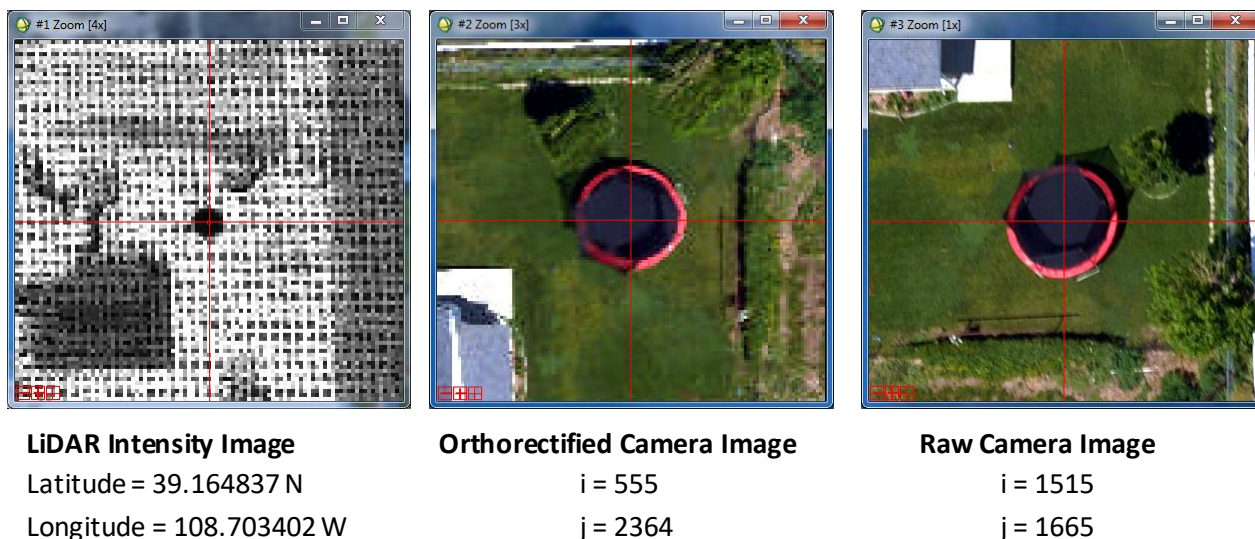 #1 Zoom [4x]
#2 Zoom [3x]
#3 Zoom [1x]
LiDAR Intensity Image
Latitude = 39.164837 N
Longitude = 108.703402 W
Orthorectified Camera Image
i = 555
j = 2364
Raw Camera Image
i = 1515
j = 1665